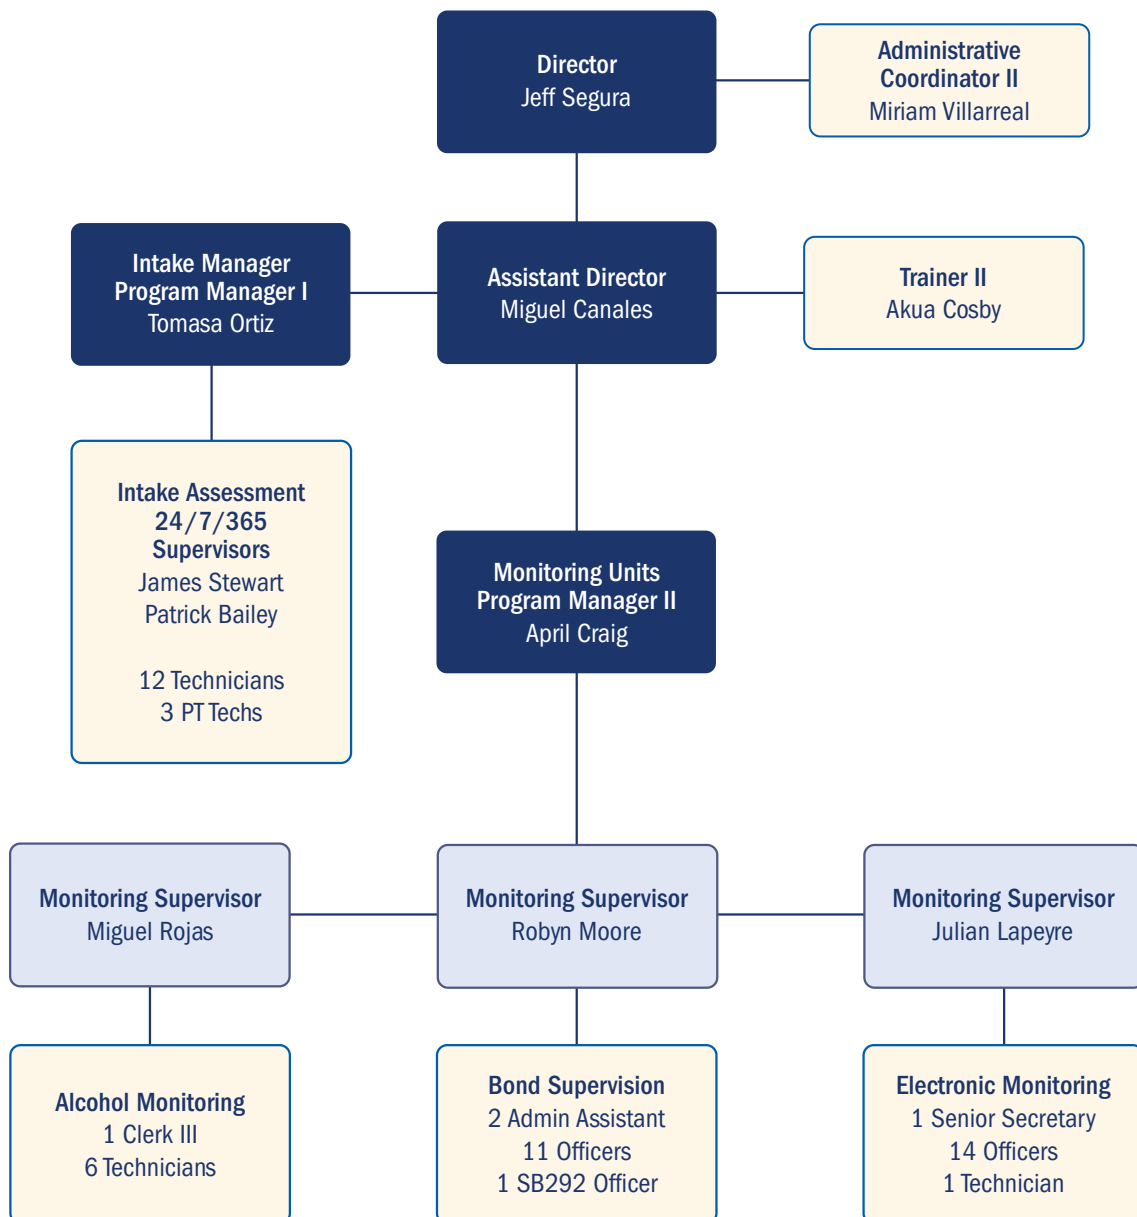 Director
Jeff Segura
Administrative
Coordinator II
Miriam Villarreal
Intake Manager
Program Manager I
Tomasa Ortiz
Assistant Director
Miguel Canales
Trainer II
Akua Cosby
Intake Assessment
24/7/365
Supervisors
James Stewart
Patrick Bailey
12 Technicians
3 PT Techs
Monitoring Units
Program Manager II
April Craig
Monitoring Supervisor
Miguel Rojas
Monitoring Supervisor
Robyn Moore
Monitoring Supervisor
Julian Lapeyre
Alcohol Monitoring
1 Clerk III
6 Technicians
Bond Supervision
2 Admin Assistant
11 Officers
1 SB292 Officer
Electronic Monitoring
1 Senior Secretary
14 Officers
1 Technician